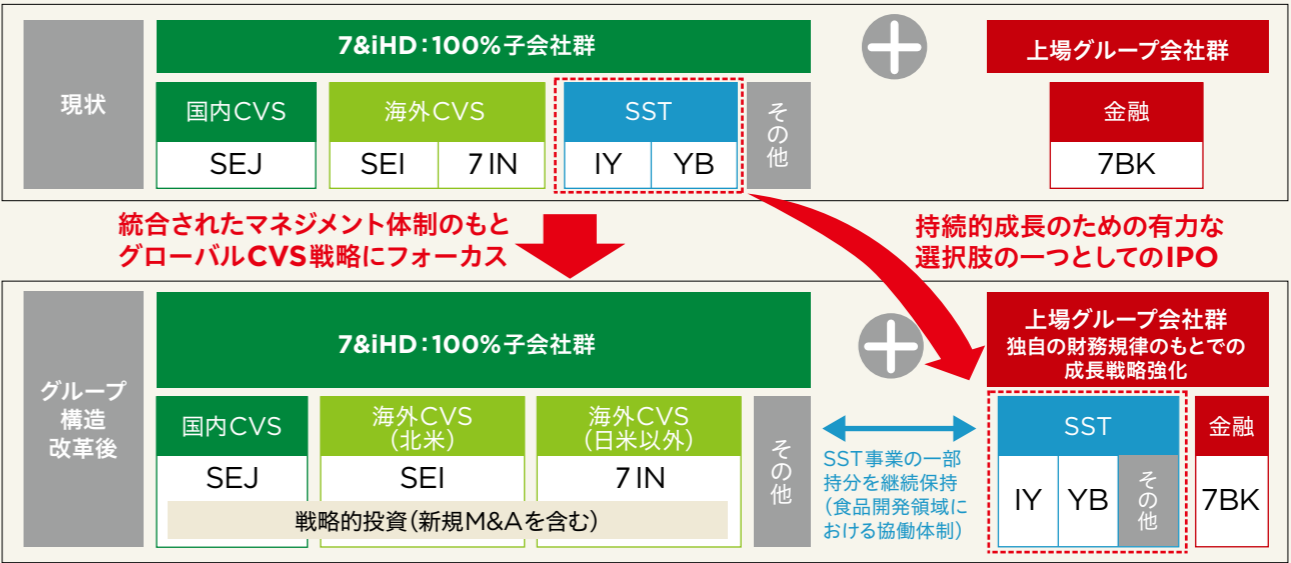 現状
7&iHD：100%子会社群
上場グループ会社群
国内CVS
海外CVS
SST
その他
金融
SEJ
SEI
7IN
IY
YB
7BK
統合されたマネジメント体制のもと
グローバルCVS戦略にフォーカス
持続的成長のための有力な
選択肢の一つとしてのIPO
グループ
構造
改革後
7&iHD：100%子会社群
上場グループ会社群
独自の財務規律のもとでの
成長戦略強化
国内CVS
海外CVS
（北米）
海外CVS
（日米以外）
その他
SEJ
SEI
7IN
戦略的投資（新規M&Aを含む）
SST事業の一部
持分を継続保持
（食品開発領域に
おける協働体制）
SST
金融
IY
YB
その他
7BK